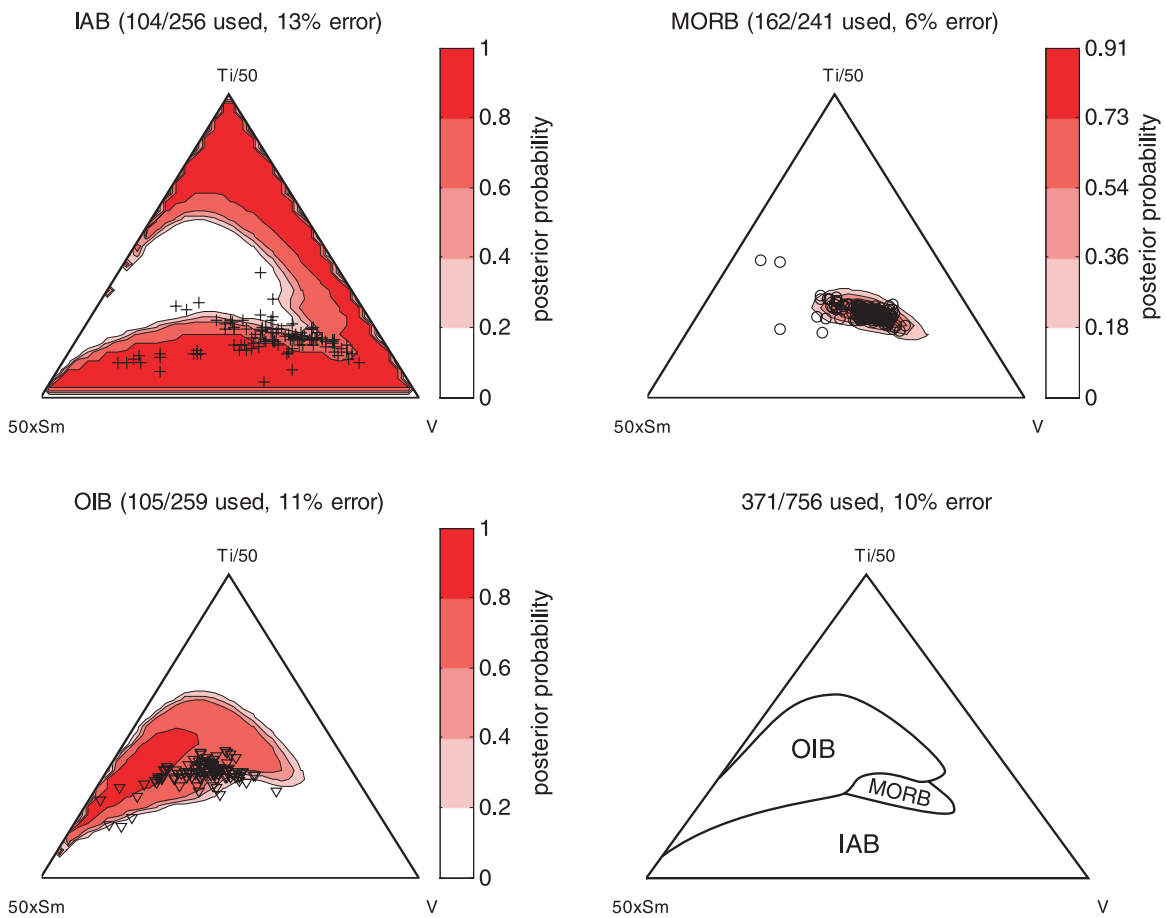 IAB (104/256 used, 13% error)
Ti/50
50xSm
V
1
0.8
0.6
0.4
0.2
0
posterior probability
MORB (162/241 used, 6% error)
Ti/50
50xSm
V
0.91
0.73
0.54
0.36
0.18
0
posterior probability
OIB (105/259 used, 11% error)
Ti/50
50xSm
V
1
0.8
0.6
0.4
0.2
0
posterior probability
371/756 used, 10% error
Ti/50
OIB
MORB
IAB
50xSm
V